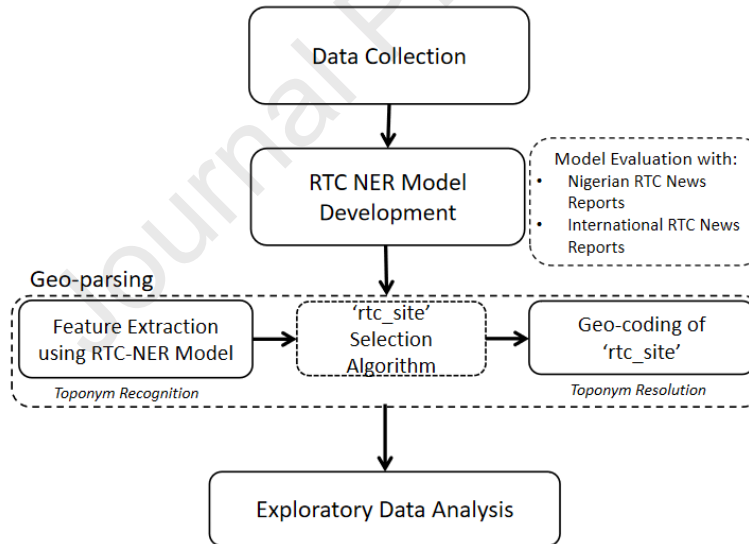 Data Collection
RTC NER Model
Development
Model Evaluation with:
• Nigerian RTC News
Reports
• International RTC News
Reports
Geo-parsing
Feature Extraction
using RTC-NER Model
Toponym Recognition
‘rtc_site’
Selection
Algorithm
Geo-coding of
‘rtc_site’
Toponym Resolution
Exploratory Data Analysis
Journal P